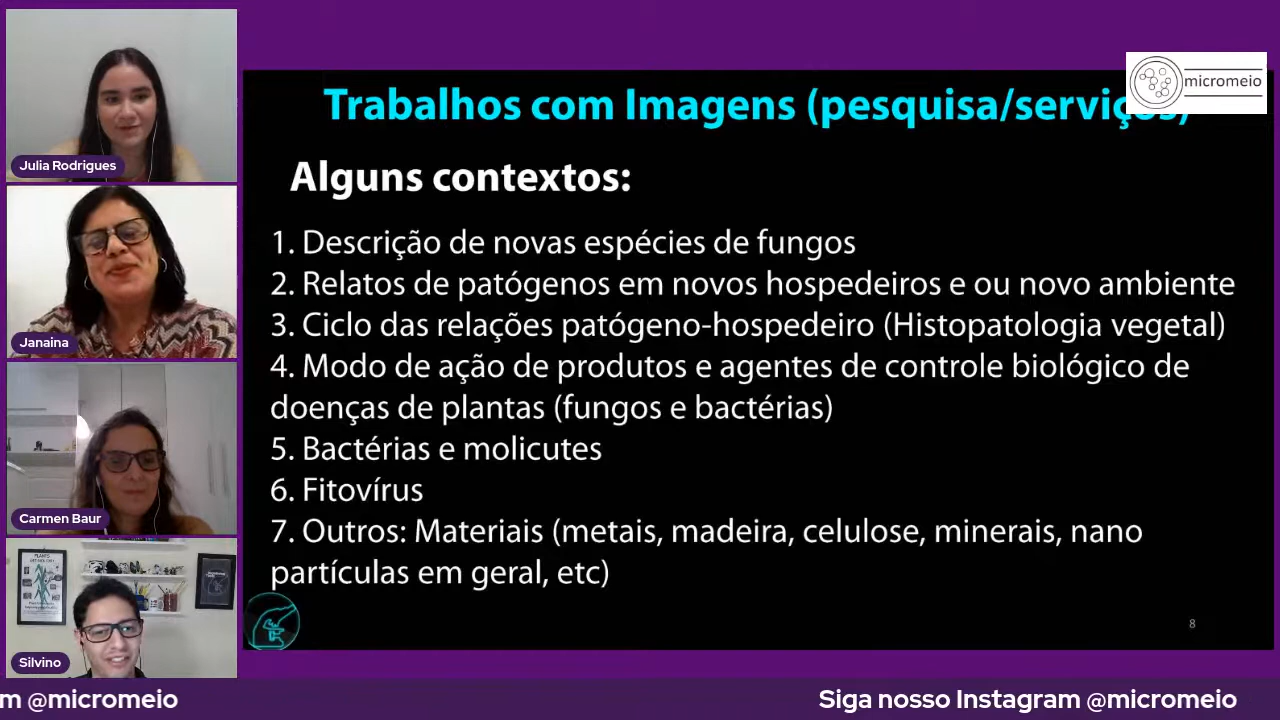 Julia Rodrigues
Janaina
Carmen Baur
Silvino
micromeio
Trabalhos com Imagens (pesquisa/serviços)
Alguns contextos:
1. Descrição de novas espécies de fungos
2. Relatos de patógenos em novos hospedeiros e ou novo ambiente
3. Ciclo das relações patógeno-hospedeiro (Histopatologia vegetal)
4. Modo de ação de produtos e agentes de controle biológico de
doenças de plantas (fungos e bactérias)
5. Bactérias e molicutes
6. Fitovírus
7. Outros: Materiais (metais, madeira, celulose, minerais, nano
partículas em geral, etc)
8
m @micromeio
Siga nosso Instagram @micromeio